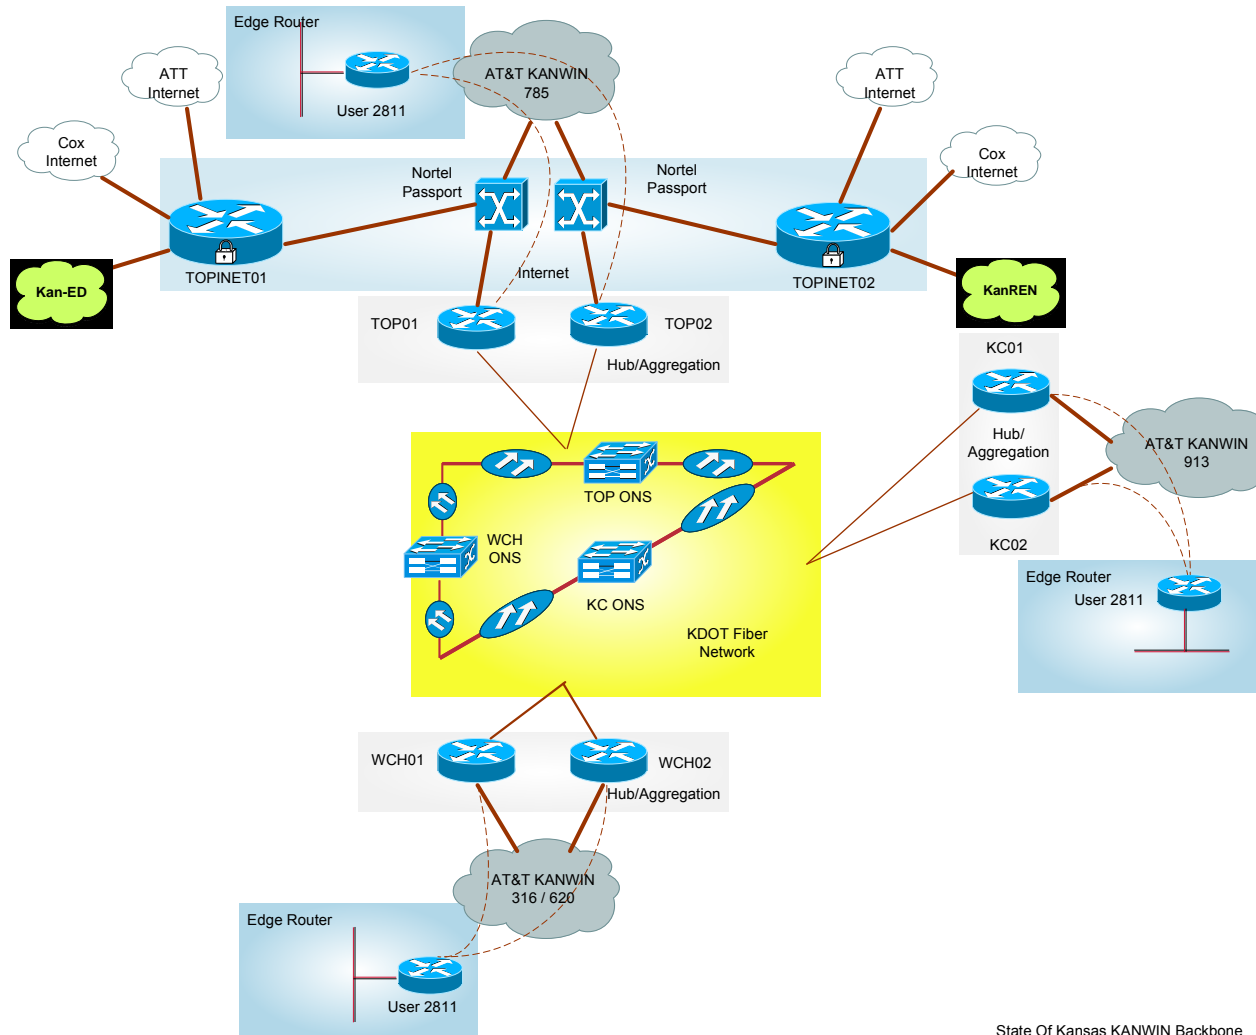 Edge Router
User 2811
AT&T KANWIN
785
ATT
Internet
Cox
Internet
ATT
Internet
Cox
Internet
Nortel
Passport
Nortel
Passport
TOPINET01
TOPINET02
Kan-ED
KanREN
Internet
TOP01
TOP02
Hub/Aggregation
KC01
Hub/
Aggregation
KC02
AT&T KANWIN
913
Edge Router
User 2811
TOP ONS
WCH
ONS
KC ONS
KDOT Fiber
Network
WCH01
WCH02
Hub/Aggregation
AT&T KANWIN
316 / 620
Edge Router
User 2811
State Of Kansas KANWIN Backbone